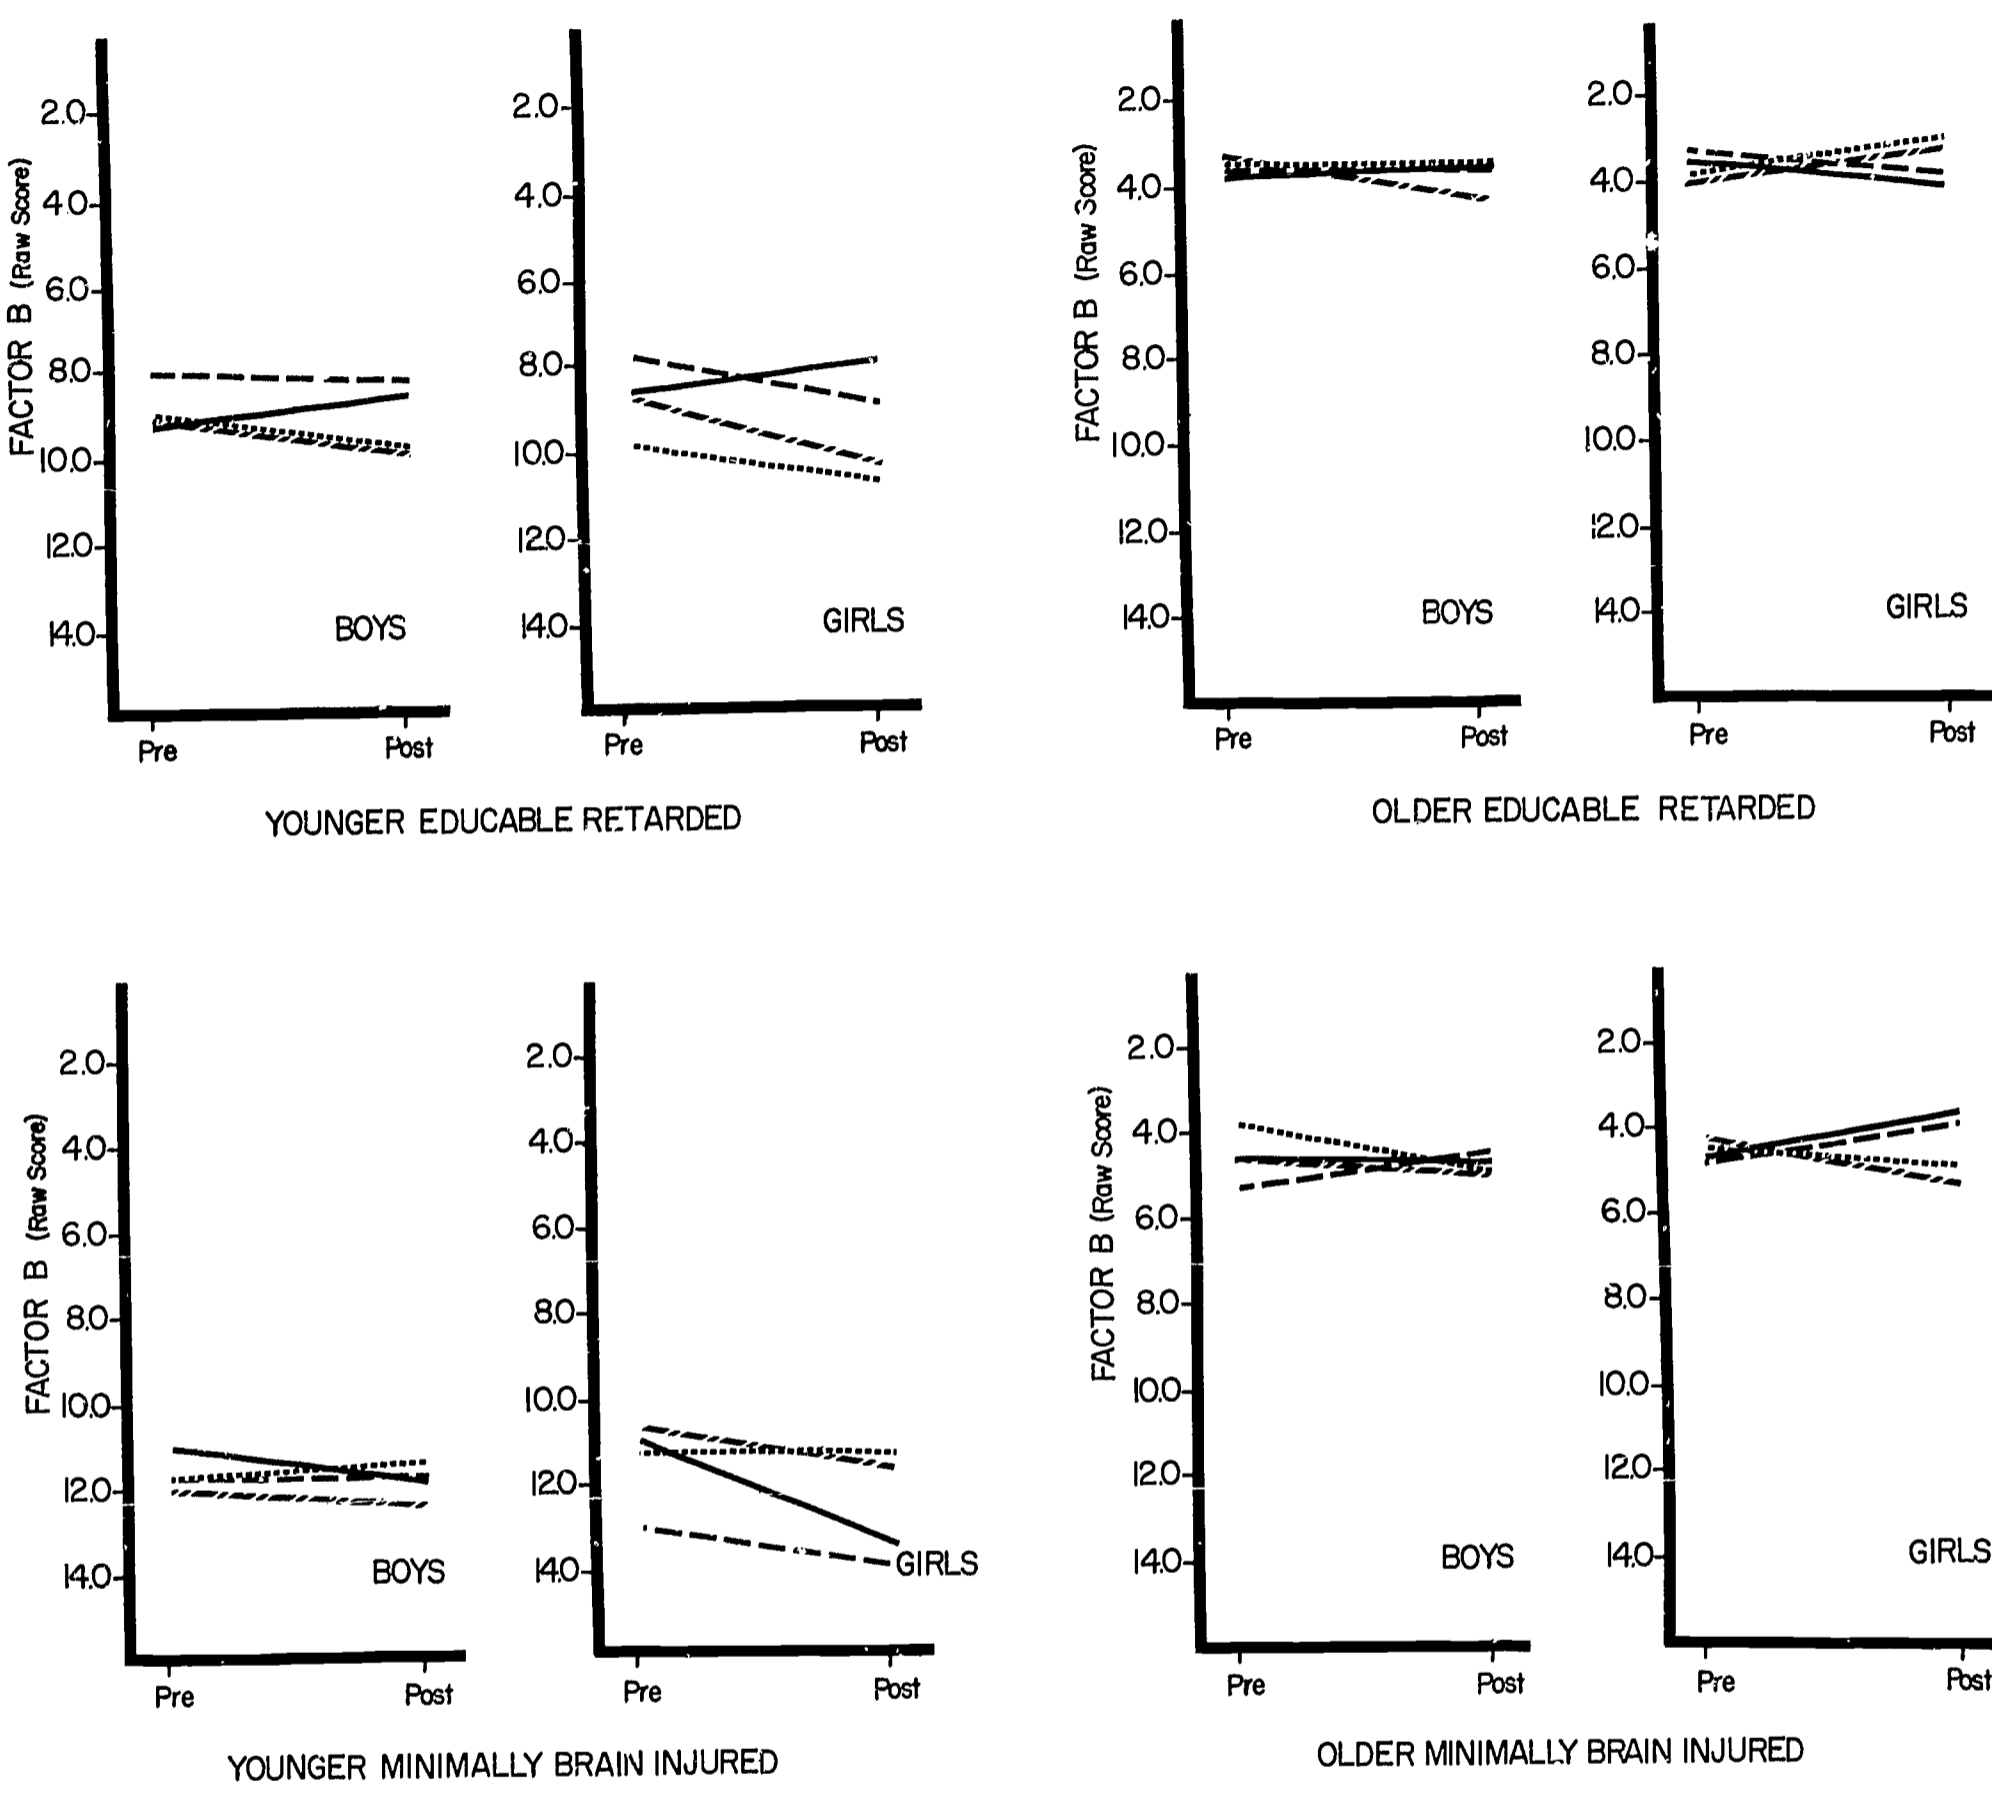 FACTOR B (Raw Score)
2.0
4.0
6.0
8.0
10.0
12.0
14.0
BOYS
Pre
Post
2.0
4.0
6.0
8.0
10.0
12.0
14.0
GIRLS
Pre
Post
YOUNGER EDUCABLE RETARDED
FACTOR B (Raw Score)
2.0
4.0
6.0
8.0
10.0
12.0
14.0
BOYS
Pre
Post
2.0
4.0
6.0
8.0
10.0
12.0
14.0
GIRLS
Pre
Post
OLDER EDUCABLE RETARDED
FACTOR B (Raw Score)
2.0
4.0
6.0
8.0
10.0
12.0
14.0
BOYS
Pre
Post
2.0
4.0
6.0
8.0
10.0
12.0
14.0
GIRLS
Pre
Post
YOUNGER MINIMALLY BRAIN INJURED
FACTOR B (Raw Score)
2.0
4.0
6.0
8.0
10.0
12.0
14.0
BOYS
Pre
Post
2.0
4.0
6.0
8.0
10.0
12.0
14.0
GIRLS
Pre
Post
OLDER MINIMALLY BRAIN INJURED